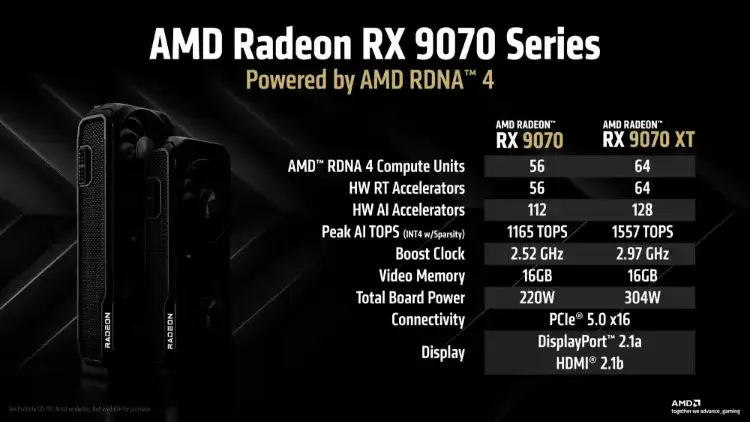 AMD Radeon RX 9070 Series
Powered by AMD RDNA™ 4
AMD RADEON™ AMD RADEON™
RX 9070 RX 9070 XT
AMD™ RDNA 4 Compute Units 56 64
HW RT Accelerators 56 64
HW AI Accelerators 112 128
Peak AI TOPS (INT4 w/Sparsity) 1165 TOPS 1557 TOPS
Boost Clock 2.52 GHz 2.97 GHz
Video Memory 16GB 16GB
Total Board Power 220W 304W
Connectivity PCIe® 5.0 x16
Display DisplayPort™ 2.1a
HDMI® 2.1b
RADEON
RADEON
AMD
together we advance_gaming